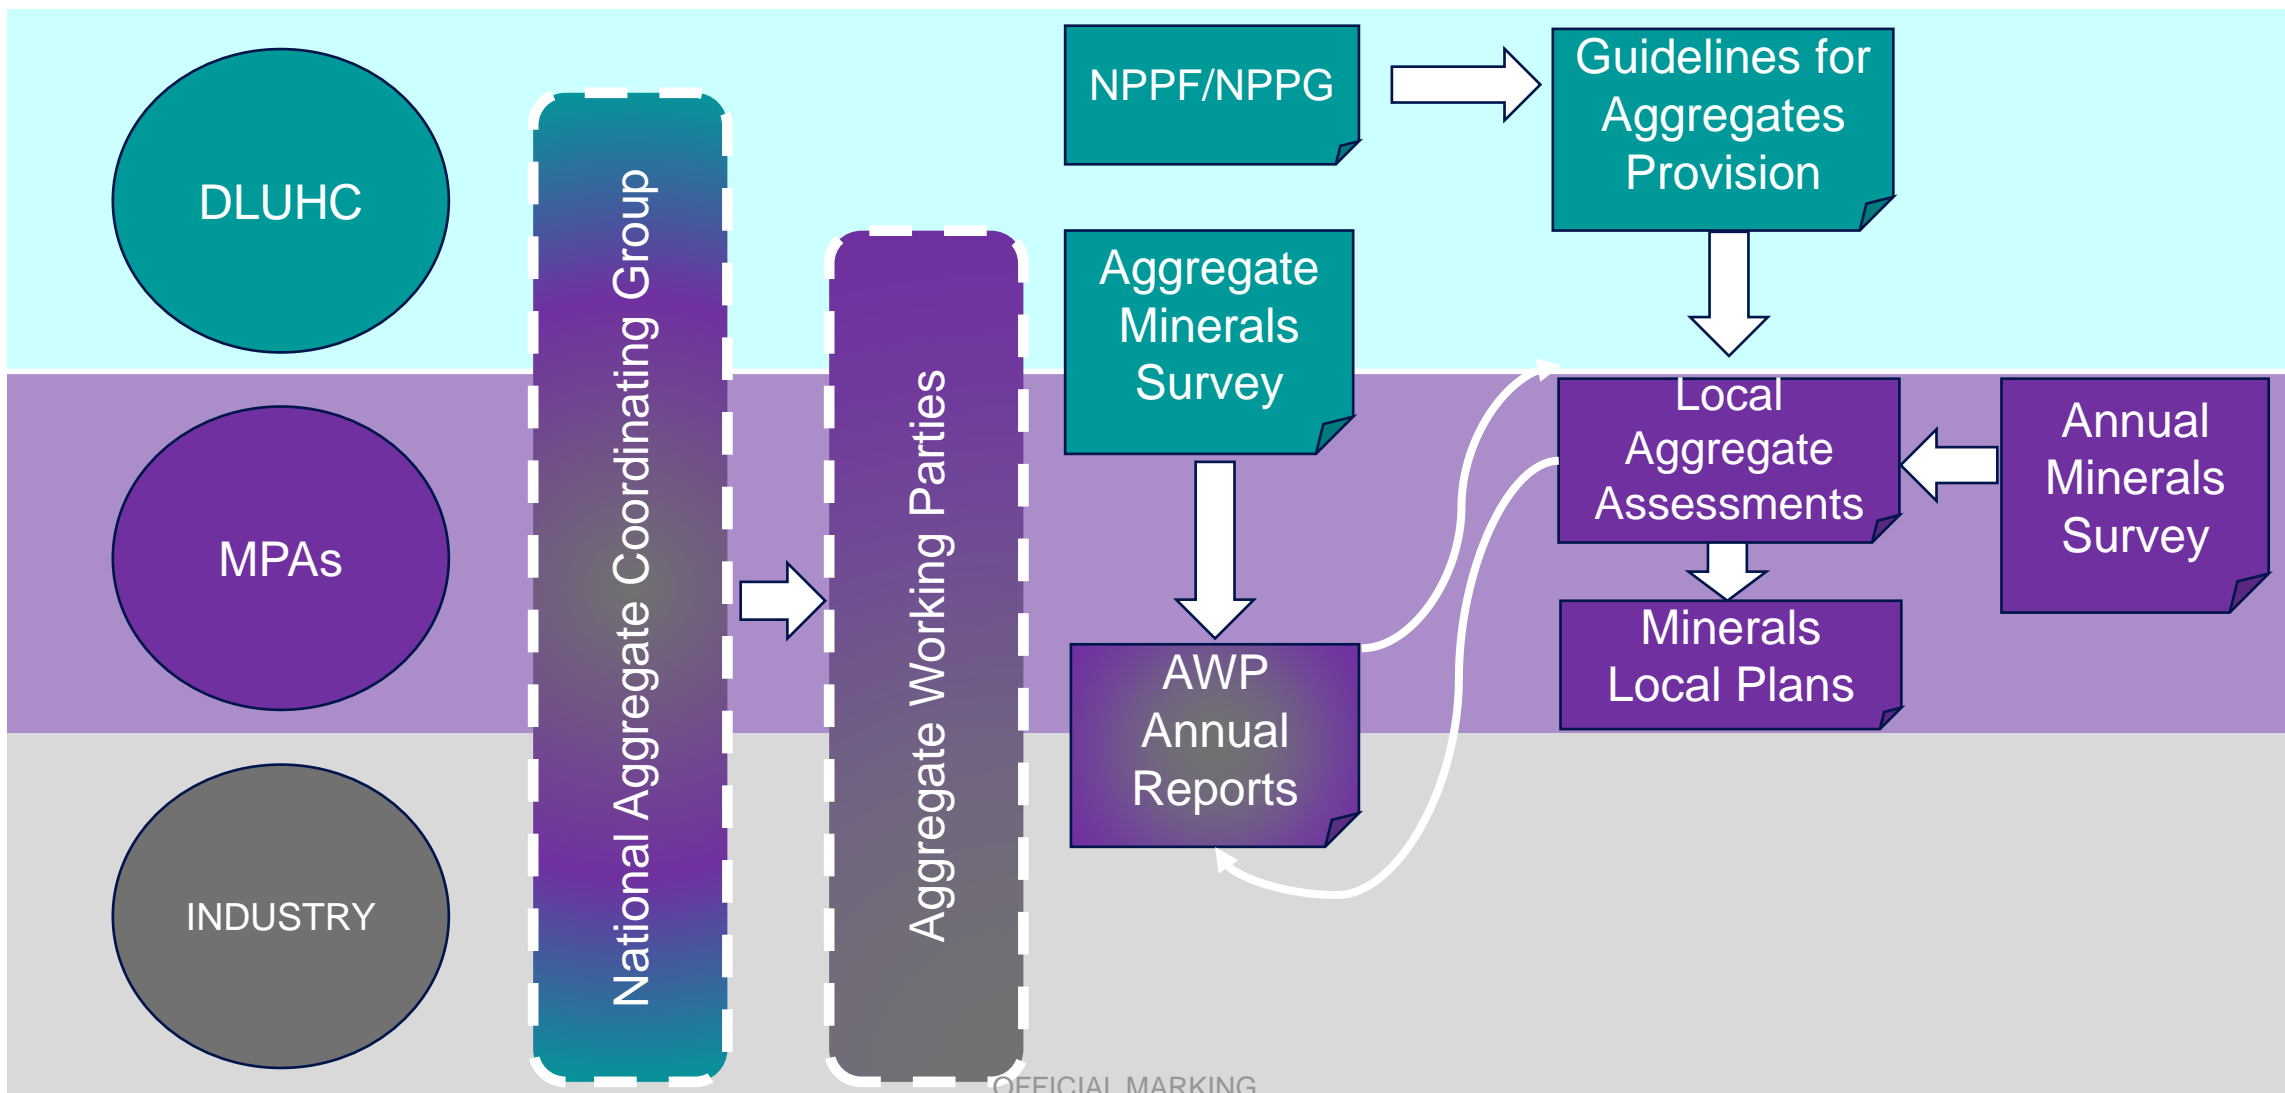 DLUHC
MPAs
INDUSTRY
National Aggregate Coordinating Group
Aggregate Working Parties
NPPF/NPPG
Guidelines for
Aggregates
Provision
Aggregate
Minerals
Survey
Local
Aggregate
Assessments
Annual
Minerals
Survey
Minerals
Local Plans
AWP
Annual
Reports
OFFICIAL MARKING